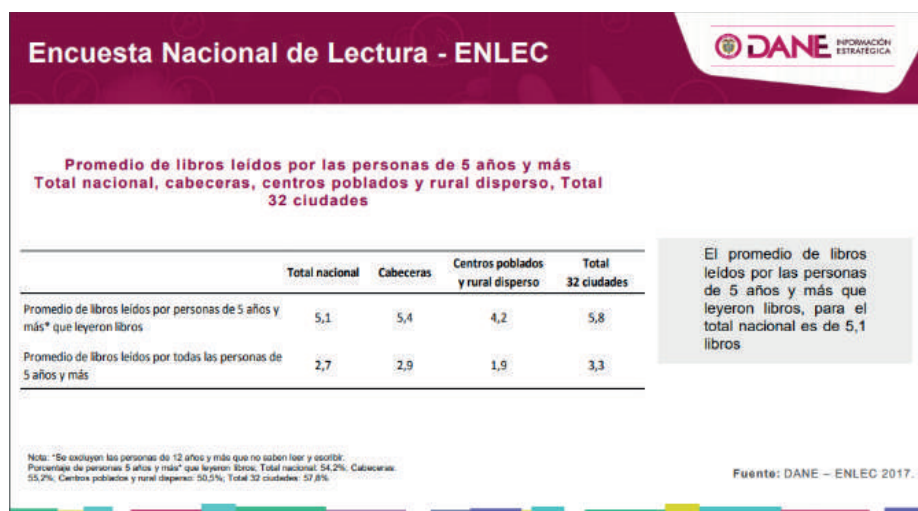 Encuesta Nacional de Lectura - ENLEC
DANE INFORMACIÓN
ESTRATÉGICA
Promedio de libros leídos por las personas de 5 años y más
Total nacional, cabeceras, centros poblados y rural disperso, Total
32 ciudades
Total nacional Cabeceras Centros poblados y rural disperso Total 32 ciudades
Promedio de libros leídos por personas de 5 años y
más* que leyeron libros 5,1 5,4 4,2 5,8
Promedio de libros leídos por todas las personas de
5 años y más 2,7 2,9 1,9 3,3
El promedio de libros
leídos por las personas
de 5 años y más que
leyeron libros, para el
total nacional es de 5,1
libros
Nota: *Se excluyen las personas de 12 años y más que no saben leer y escribir.
Porcentaje de personas 5 años y más* que leyeron libros; Total nacional: 54,2%; Cabeceras:
55,2%; Centros poblados y rural disperso: 50,5%; Total 32 ciudades: 57,8%
Fuente: DANE – ENLEC 2017.